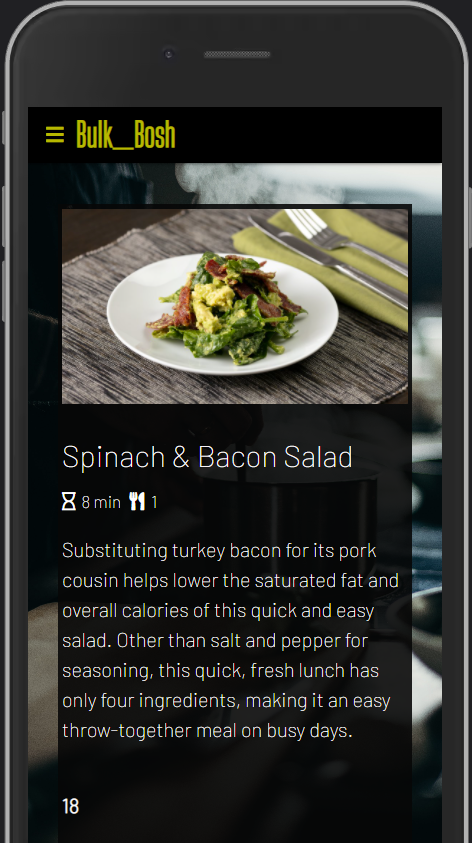 Bulk_Bosh
Spinach & Bacon Salad
8 min 1
Substituting turkey bacon for its pork
cousin helps lower the saturated fat and
overall calories of this quick and easy
salad. Other than salt and pepper for
seasoning, this quick, fresh lunch has
only four ingredients, making it an easy
throw-together meal on busy days.
18